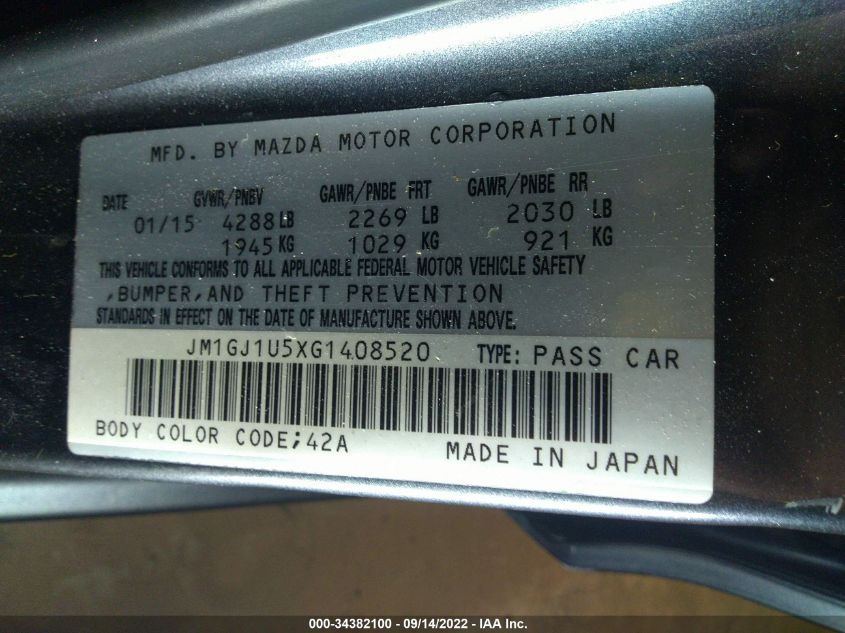 MFD. BY MAZDA MOTOR CORPORATION
DATE GVWR/PNBV GAWR/PNBE FRT GAWR/PNBE RR
01/15 4288 LB 2269 LB 2030 LB
1945 KG 1029 KG 921 KG
THIS VEHICLE CONFORMS TO ALL APPLICABLE FEDERAL MOTOR VEHICLE SAFETY
,BUMPER,AND THEFT PREVENTION
STANDARDS IN EFFECT ON THE DATE OF MANUFACTURE SHOWN ABOVE.
JM1GJ1U5XG1408520 TYPE: PASS CAR
BODY COLOR CODE;42A MADE IN JAPAN
000-34382100 - 09/14/2022 - IAA Inc.